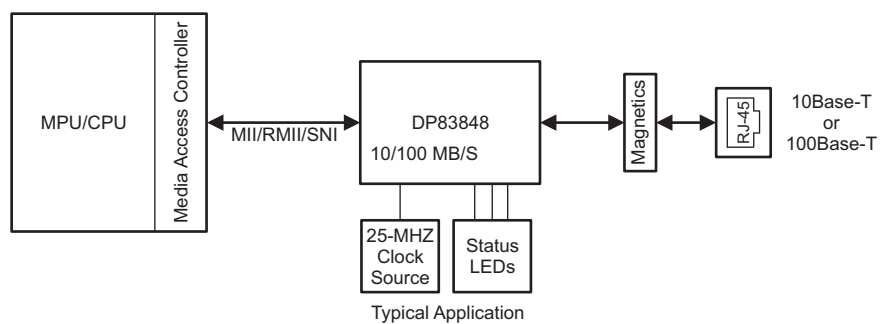 MPU/CPU
Media Access Controller
MII/RMII/SNI
DP83848
10/100 MB/S
Magnetics
RJ-45
10Base-T
or
100Base-T
25-MHZ
Clock
Source
Status
LEDs
Typical Application